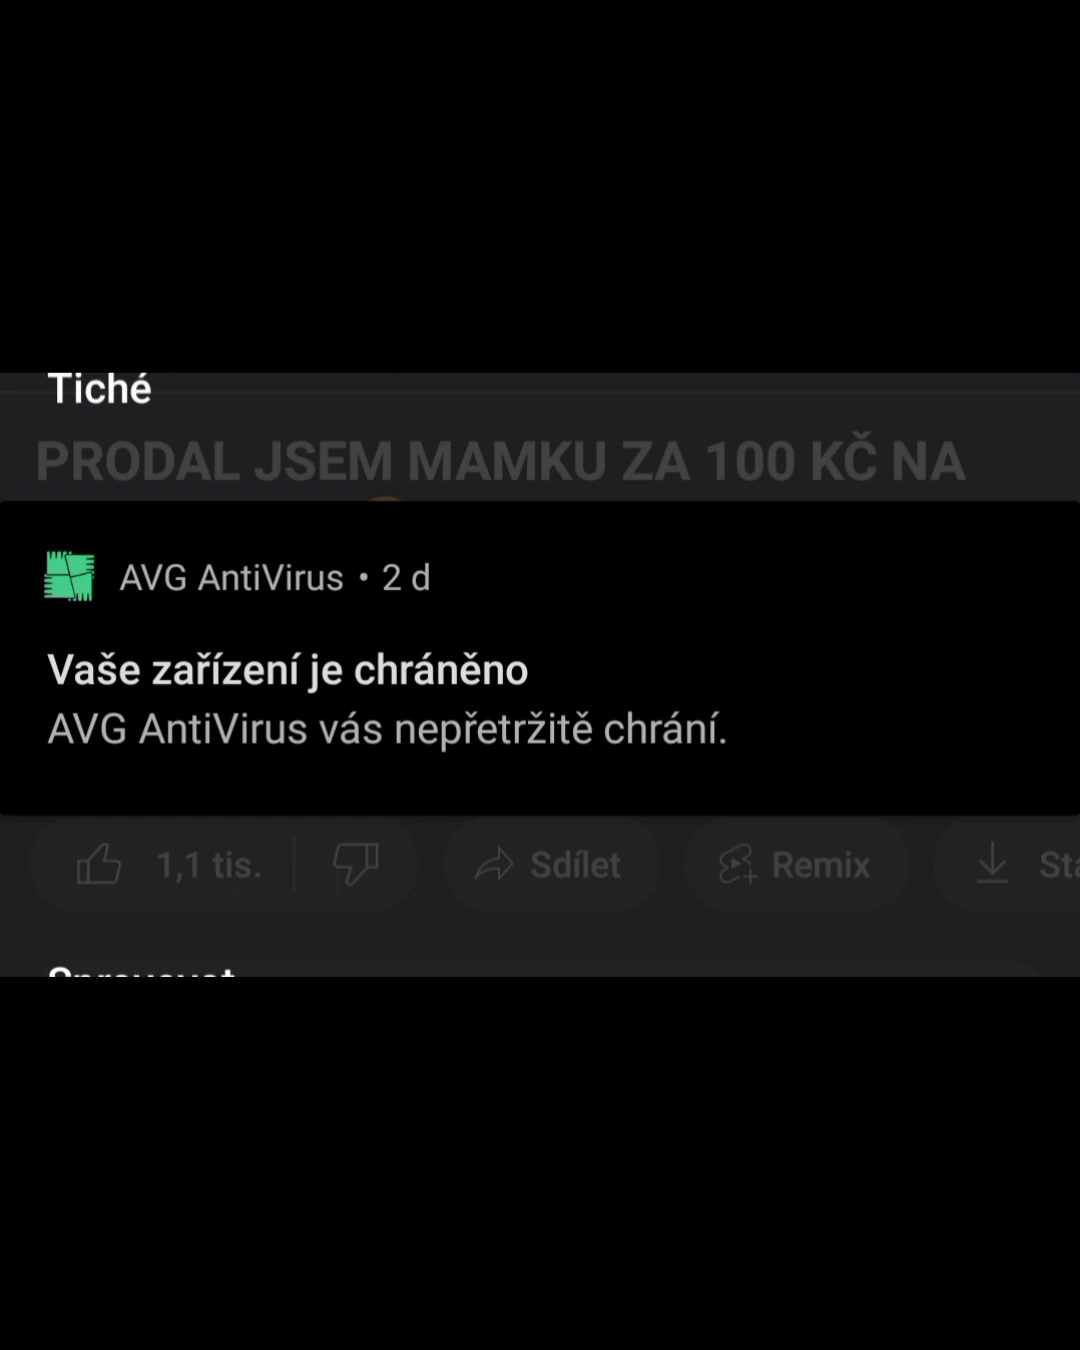 Tiché
PRODAL JSEM MAMKU ZA 100 KČ NA
AVG AntiVirus • 2 d
Vaše zařízení je chráněno
AVG AntiVirus vás nepřetržitě chrání.
1,1 tis. Sdílet Remix